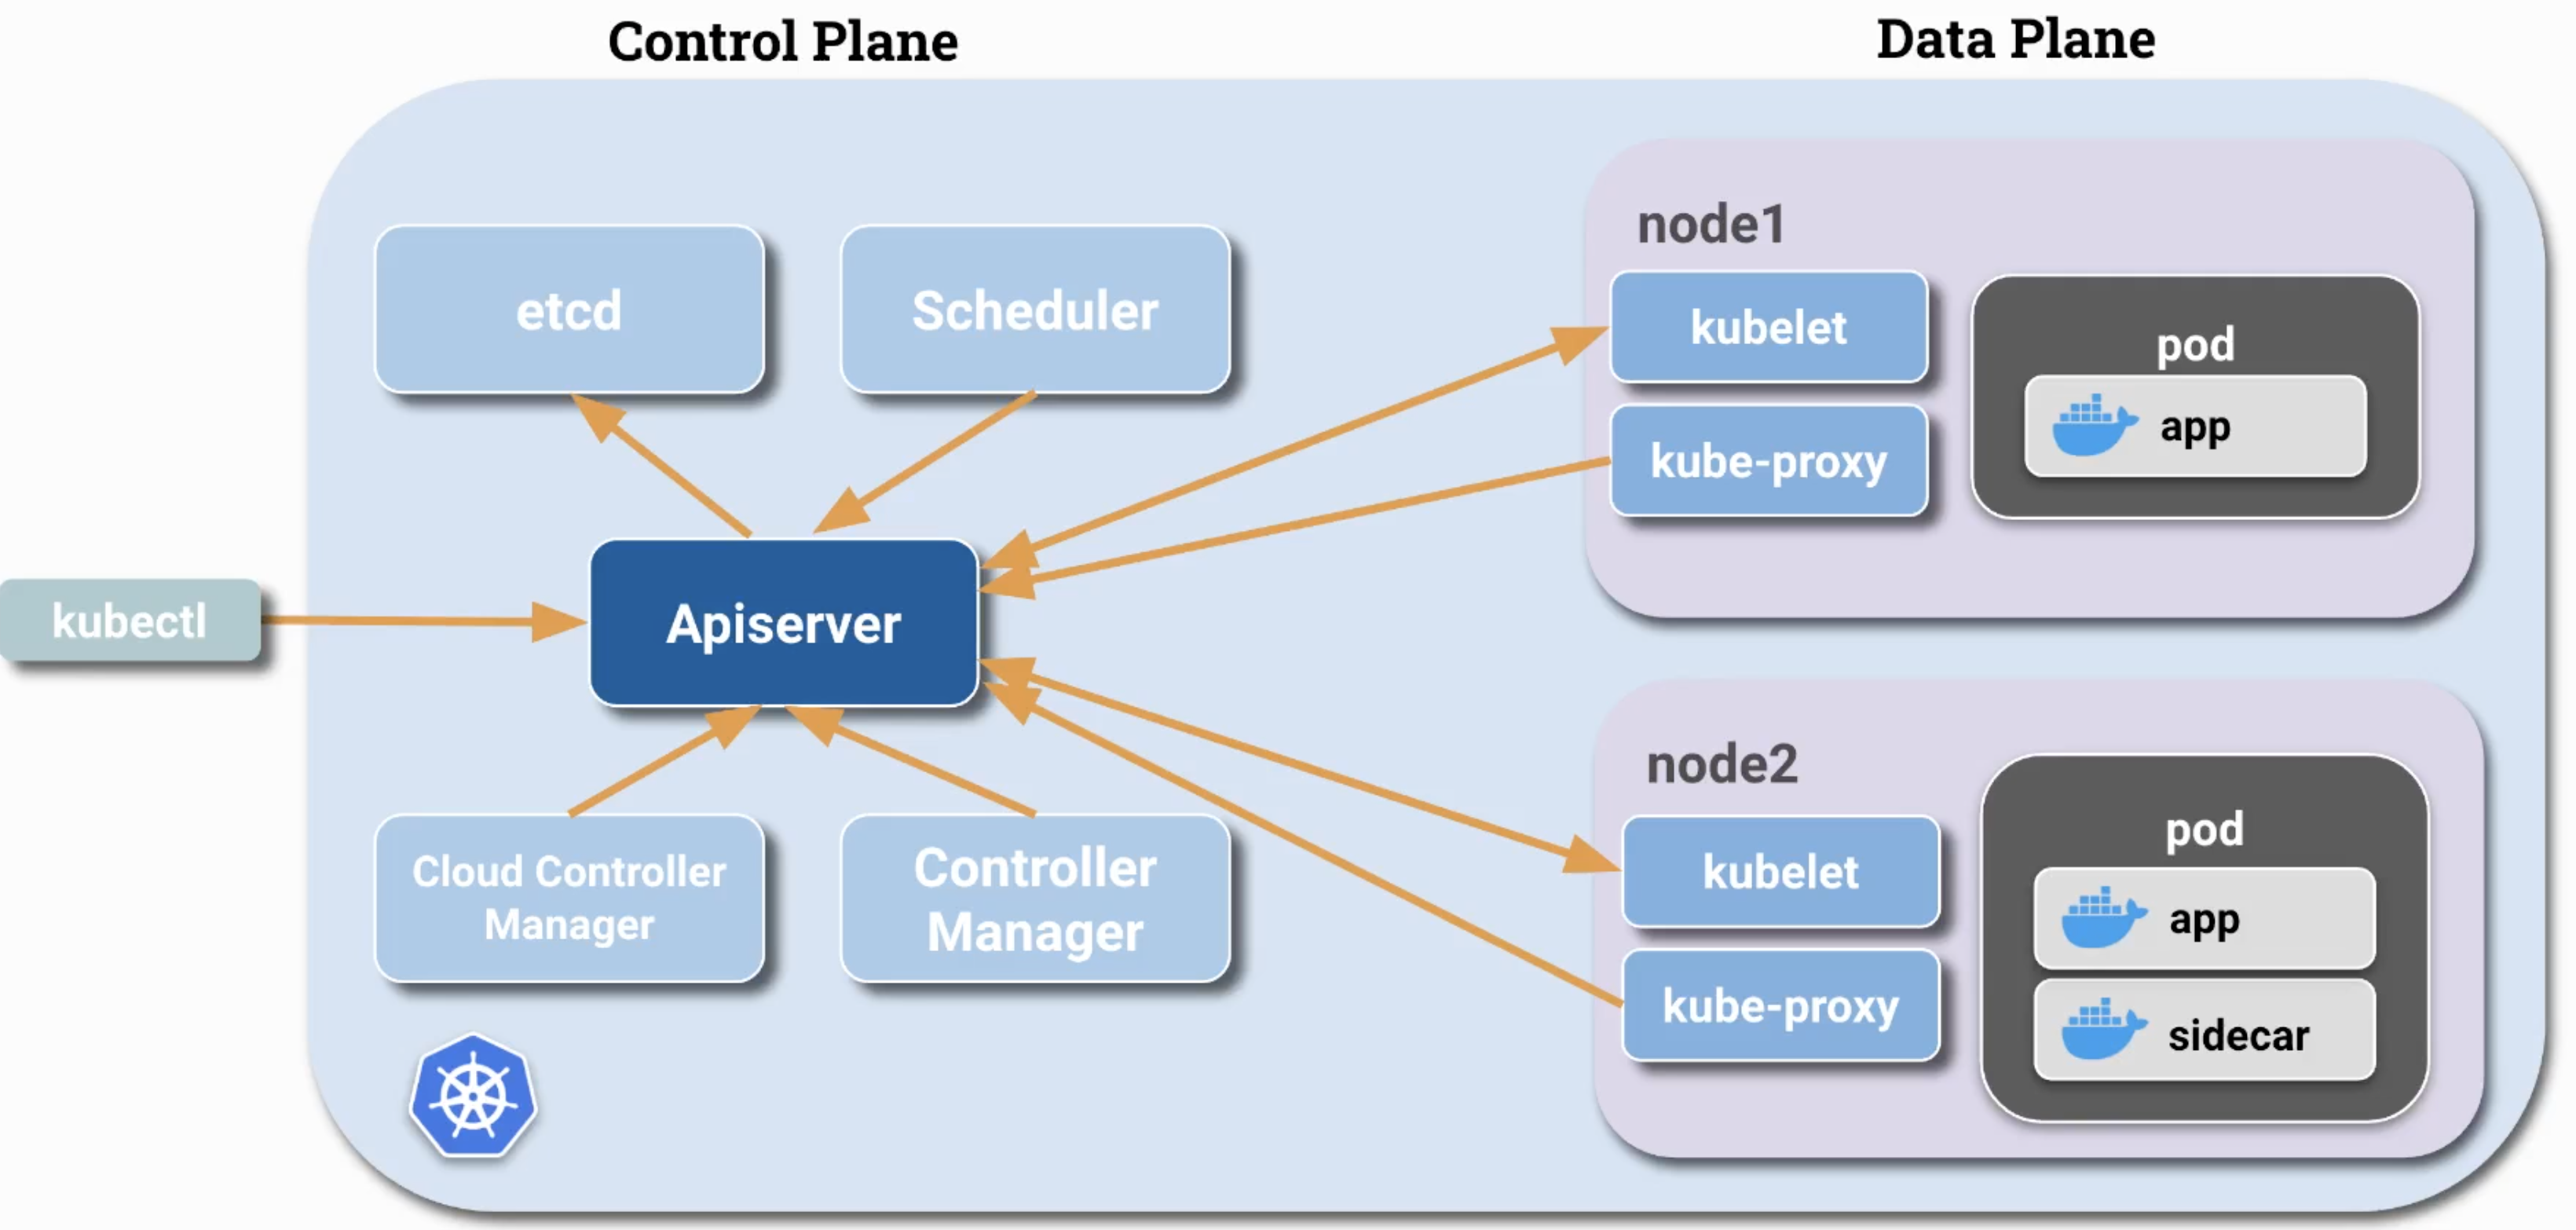 Control Plane
Data Plane
etcd
Scheduler
kubectl
Apiserver
Cloud Controller
Manager
Controller
Manager
node1
kubelet
kube-proxy
pod
app
node2
kubelet
kube-proxy
pod
app
sidecar